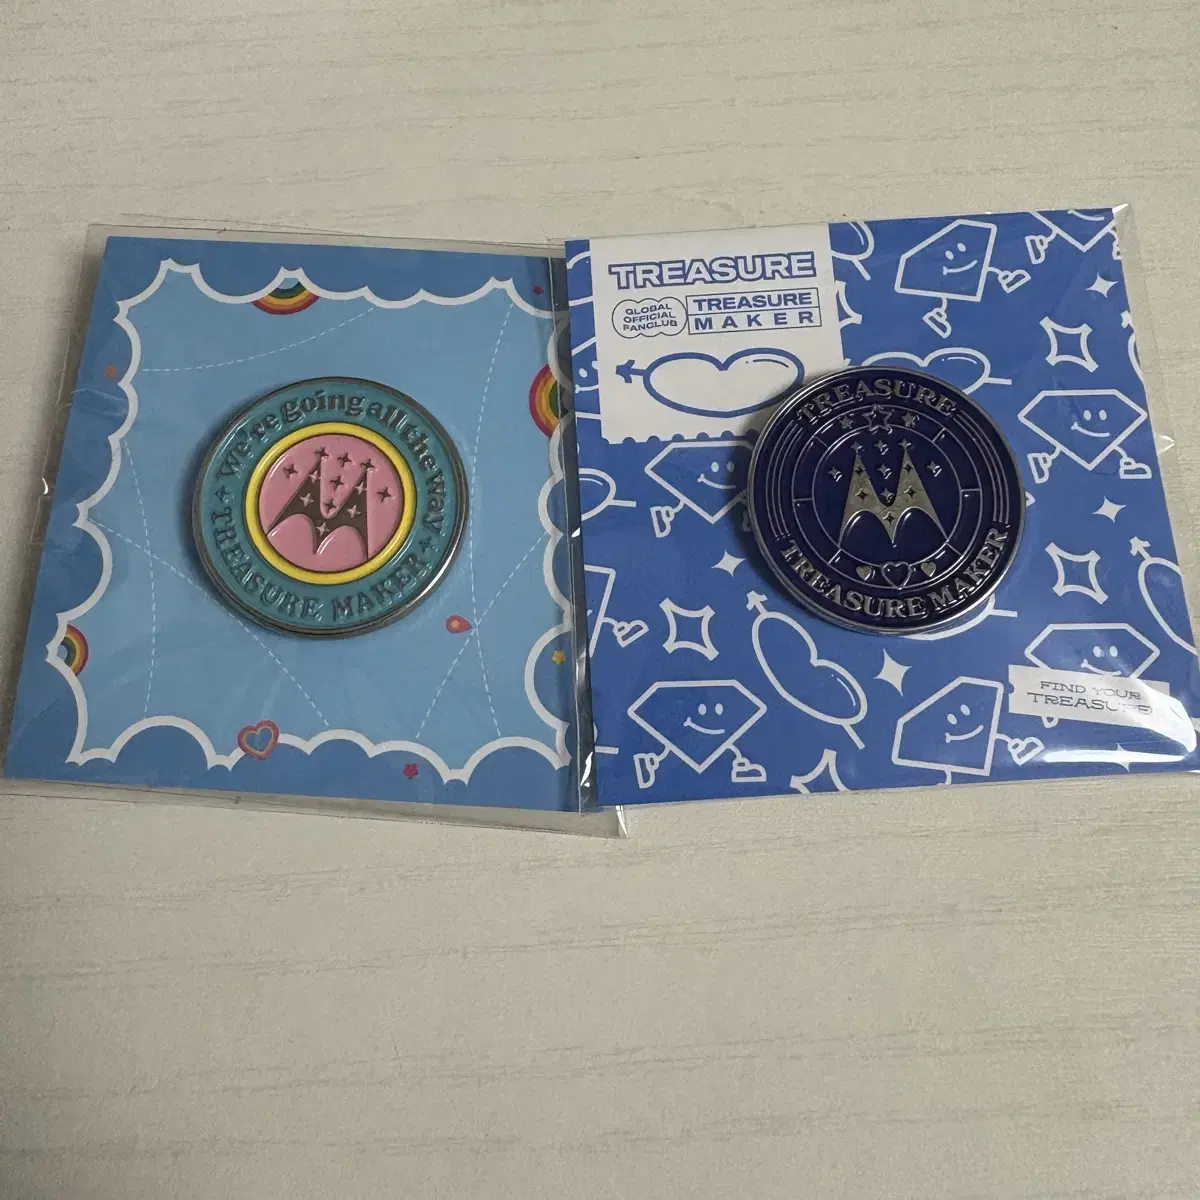 We're going all the way
TREASURE MAKER
TREASURE
GLOBAL
OFFICIAL
FANCLUB
TREASURE
MAKER
TREASURE
TREASURE MAKER
FIND YOUR
TREASURE